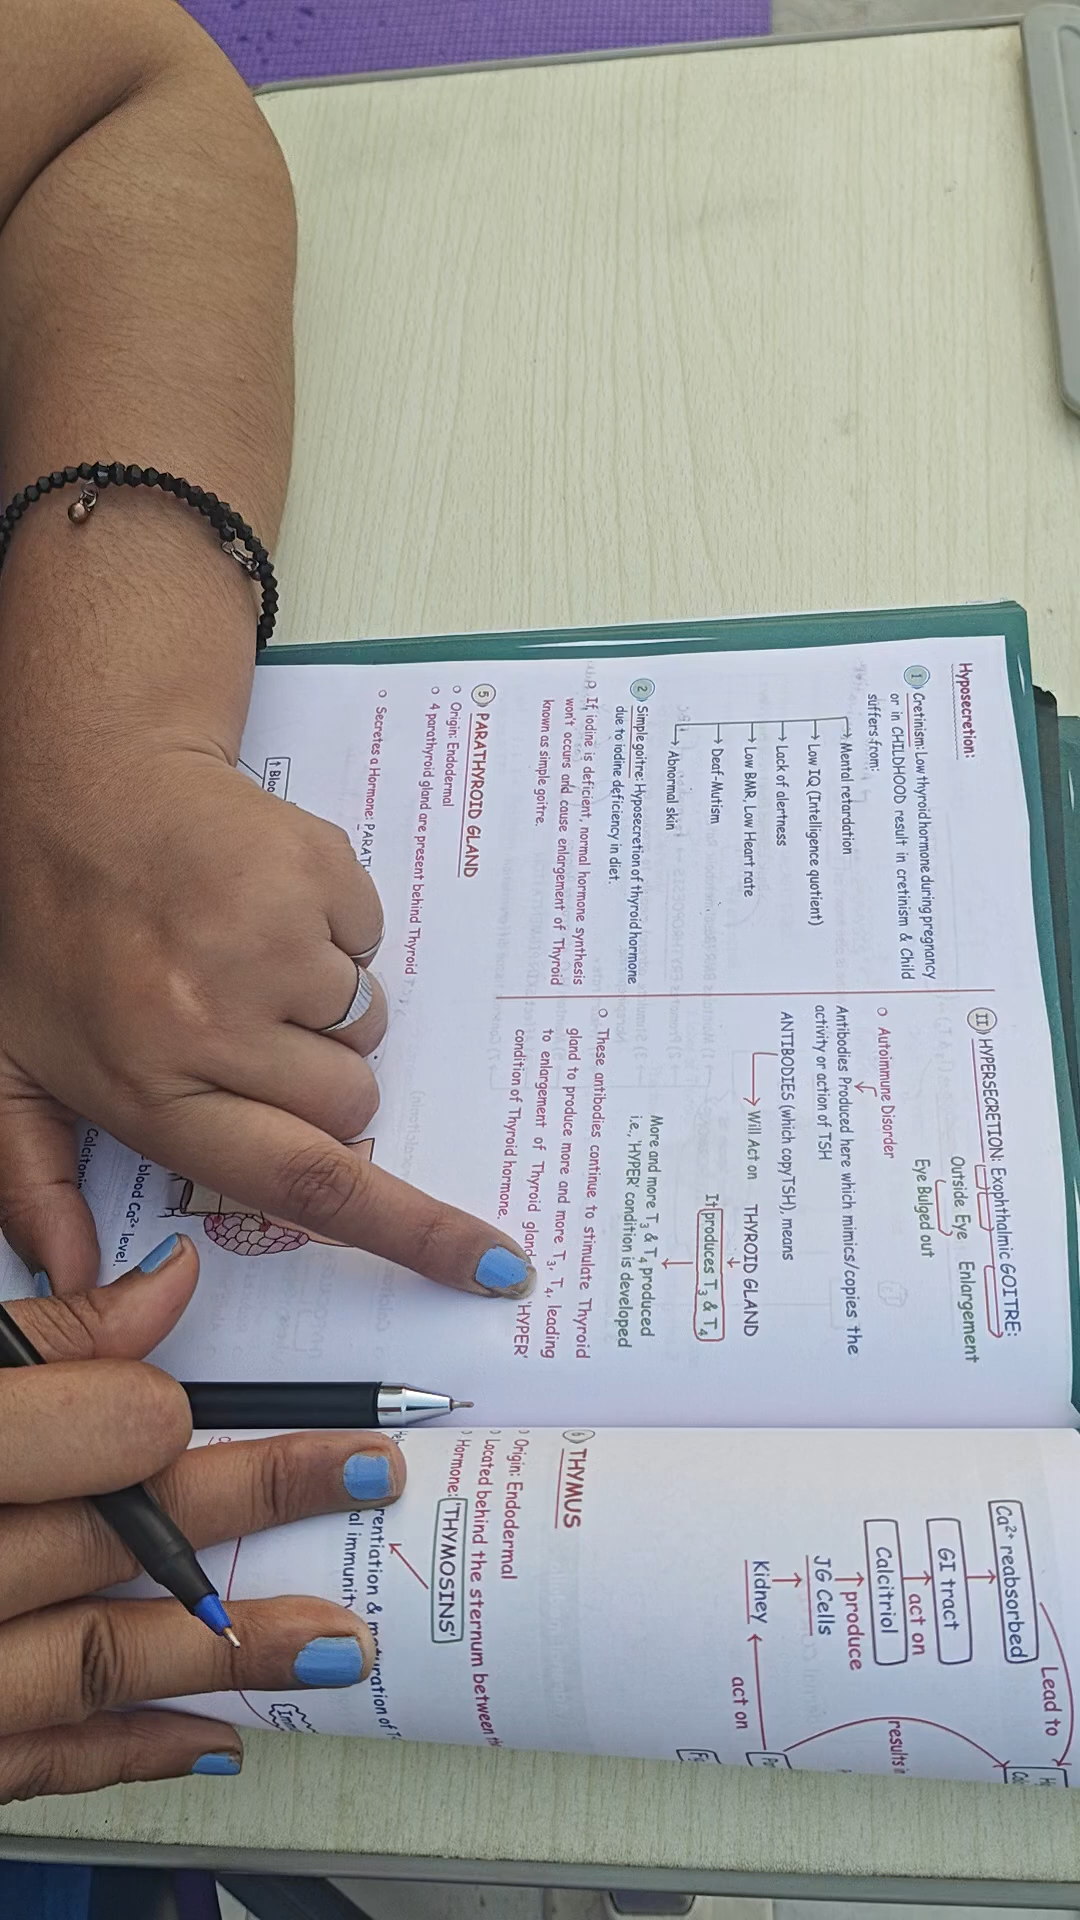 Hyposecretion:
1 Cretinism: Low thyroid hormone during pregnancy
or in CHILDHOOD result in cretinism & Child
suffers from:
→ Mental retardation
→ Low IQ (Intelligence quotient)
→ Lack of alertness
→ Low BMR, Low Heart rate
→ Deaf-Mutism
→ Abnormal skin
2 Simple goitre: Hyposecretion of thyroid hormone
due to iodine deficiency in diet.
If iodine is deficient, normal hormone synthesis
won't occurs and cause enlargement of Thyroid
known as simple goitre.
II HYPERSECRETION: Exophthalmic GOITRE:
Outside Eye Enlargement
Eye Bulged out
Autoimmune Disorder
Antibodies Produced here which mimics/copies the
activity or action of TSH
ANTIBODIES (which copy TSH), means
→ Will Act on THYROID GLAND
It produces T3 & T4
More and more T3 & T4 produced
i.e., 'HYPER' condition is developed
These antibodies continue to stimulate Thyroid
gland to produce more and more T3, T4, leading
to enlargement of Thyroid gland 'HYPER'
condition of Thyroid hormone.
5 PARATHYROID GLAND
Origin: Endodermal
4 parathyroid gland are present behind Thyroid
Secretes a Hormone:
blood Ca2+ level.
Lead to
Ca2+ reabsorbed
GI tract
act on
Calcitriol
produce
JG Cells
Kidney
act on
results in
6 THYMUS
Origin: Endodermal
Located behind the sternum between
Hormone: 'THYMOSINS'
maturation of
immunity